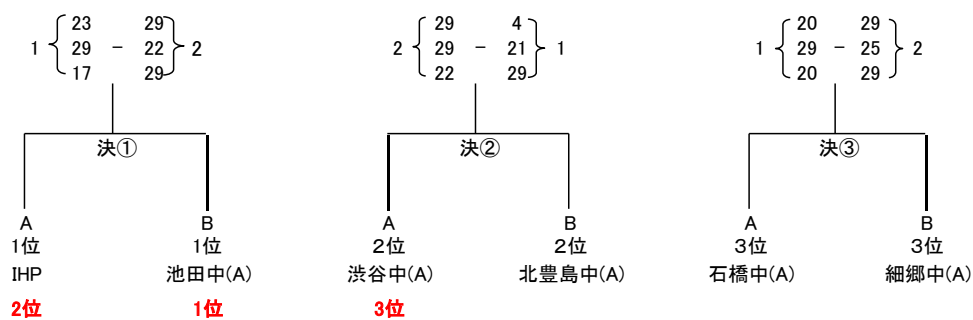 23 29 29 4 20 29
1 29 - 22 2 2 29 - 21 1 1 29 - 25 2
17 29 22 29 20 29
決① 決② 決③
A B A B A B
1位 1位 2位 2位 3位 3位
IHP 池田中(A) 渋谷中(A) 北豊島中(A) 石橋中(A) 細郷中(A)
2位 1位 3位